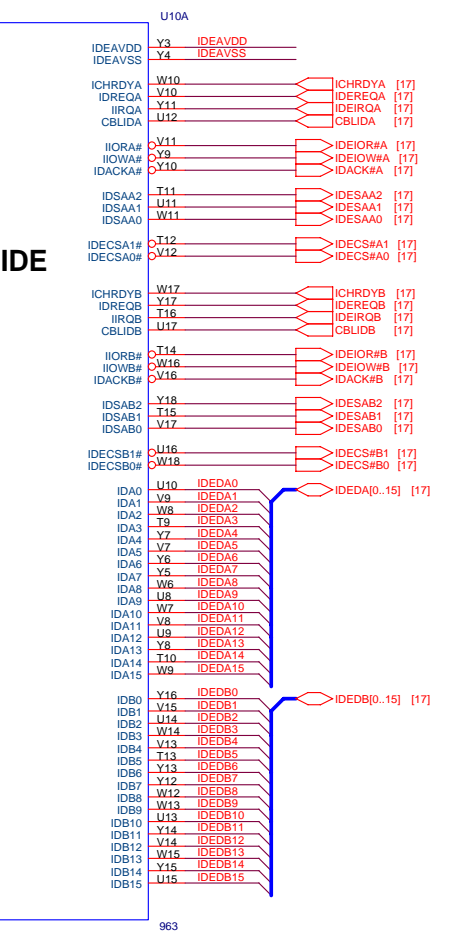 U10A
IDEAVDD Y3 IDEAVDD
IDEAVSS Y4 IDEAVSS
ICHRDYA W10 ICHRDYA [17]
IDREQA V10 IDEREQA [17]
IIRQA Y11 IDEIRQA [17]
CBLIDA U12 CBLIDA [17]
IIORA# V11 IDEIOR#A [17]
IIOWA# Y9 IDEIOW#A [17]
IDACKA# Y10 IDACK#A [17]
IDSAA2 T11 IDESAA2 [17]
IDSAA1 U11 IDESAA1 [17]
IDSAA0 W11 IDESAA0 [17]
IDECSA1# T12 IDECS#A1 [17]
IDECSA0# V12 IDECS#A0 [17]
IDE
ICHRDYB W17 ICHRDYB [17]
IDREQB Y17 IDEREQB [17]
IIRQB T16 IDEIRQB [17]
CBLIDB U17 CBLIDB [17]
IIORB# T14 IDEIOR#B [17]
IIOWB# W16 IDEIOW#B [17]
IDACKB# V16 IDACK#B [17]
IDSAB2 Y18 IDESAB2 [17]
IDSAB1 T15 IDESAB1 [17]
IDSAB0 V17 IDESAB0 [17]
IDECSB1# U16 IDECS#B1 [17]
IDECSB0# W18 IDECS#B0 [17]
IDA0 U10 IDEDA0 IDEDA[0..15] [17]
IDA1 V9 IDEDA1
IDA2 W8 IDEDA2
IDA3 T9 IDEDA3
IDA4 Y7 IDEDA4
IDA5 V7 IDEDA5
IDA6 Y6 IDEDA6
IDA7 Y5 IDEDA7
IDA8 W6 IDEDA8
IDA9 U8 IDEDA9
IDA10 W7 IDEDA10
IDA11 V8 IDEDA11
IDA12 U9 IDEDA12
IDA13 Y8 IDEDA13
IDA14 T10 IDEDA14
IDA15 W9 IDEDA15
IDB0 Y16 IDEDB0 IDEDB[0..15] [17]
IDB1 V15 IDEDB1
IDB2 U14 IDEDB2
IDB3 W14 IDEDB3
IDB4 V13 IDEDB4
IDB5 T13 IDEDB5
IDB6 Y13 IDEDB6
IDB7 Y12 IDEDB7
IDB8 W12 IDEDB8
IDB9 W13 IDEDB9
IDB10 U13 IDEDB10
IDB11 Y14 IDEDB11
IDB12 V14 IDEDB12
IDB13 W15 IDEDB13
IDB14 Y15 IDEDB14
IDB15 U15 IDEDB15
963